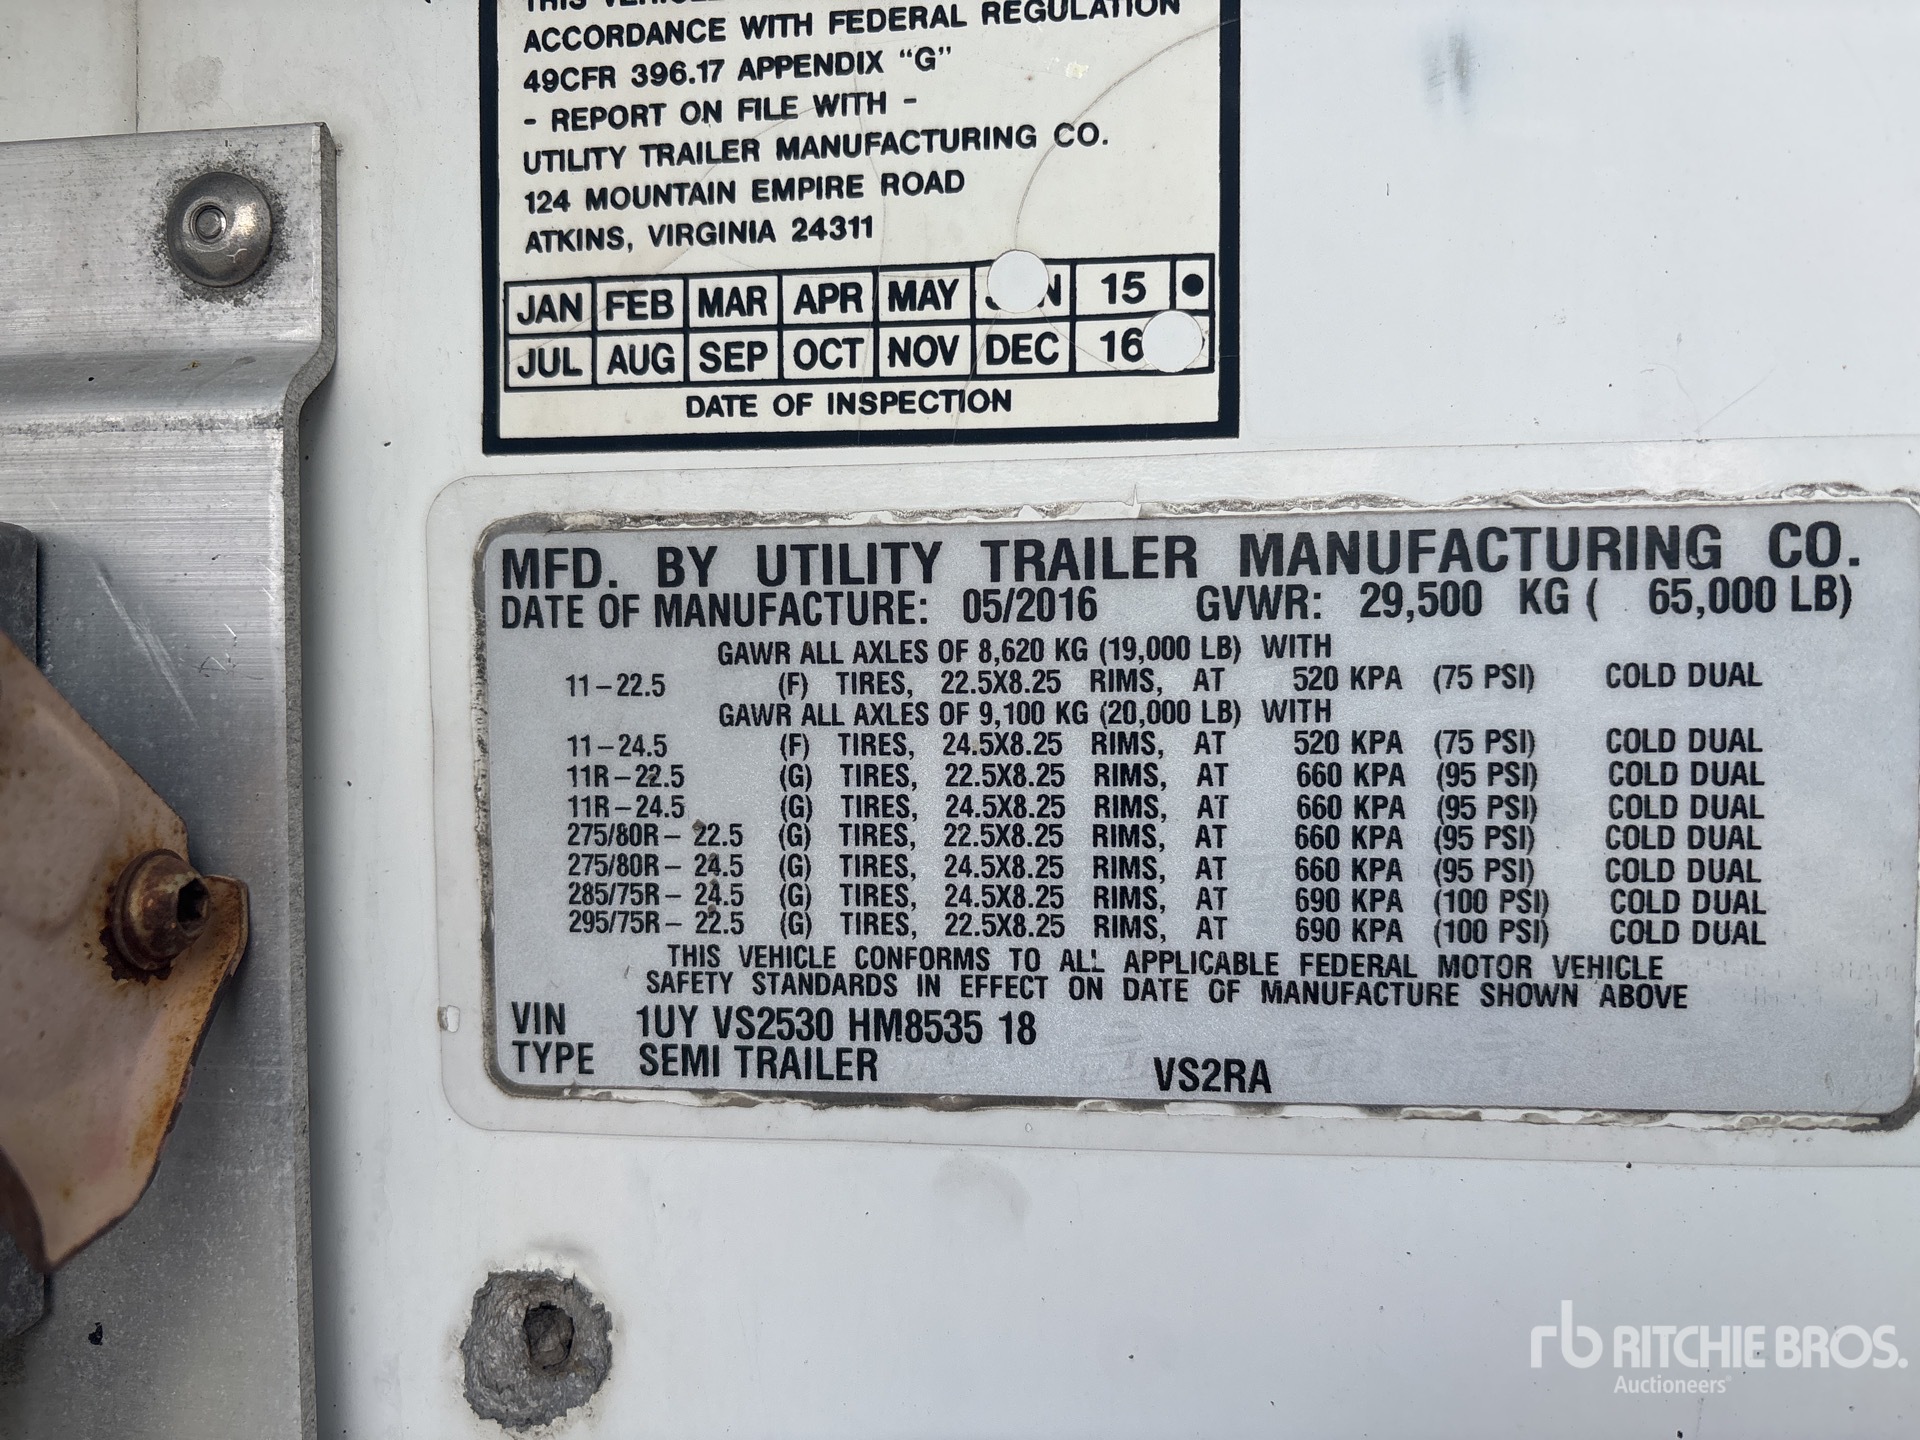 THIS VEHICLE
ACCORDANCE WITH FEDERAL REGULATION
49CFR 396.17 APPENDIX “G”
- REPORT ON FILE WITH -
UTILITY TRAILER MANUFACTURING CO.
124 MOUNTAIN EMPIRE ROAD
ATKINS, VIRGINIA 24311
JAN FEB MAR APR MAY N 15 ●
JUL AUG SEP OCT NOV DEC 16
DATE OF INSPECTION
MFD. BY UTILITY TRAILER MANUFACTURING CO.
DATE OF MANUFACTURE: 05/2016 GVWR: 29,500 KG ( 65,000 LB)
GAWR ALL AXLES OF 8,620 KG (19,000 LB) WITH
11-22.5 (F) TIRES, 22.5X8.25 RIMS, AT 520 KPA (75 PSI) COLD DUAL
GAWR ALL AXLES OF 9,100 KG (20,000 LB) WITH
11-24.5 (F) TIRES, 24.5X8.25 RIMS, AT 520 KPA (75 PSI) COLD DUAL
11R-22.5 (G) TIRES, 22.5X8.25 RIMS, AT 660 KPA (95 PSI) COLD DUAL
11R-24.5 (G) TIRES, 24.5X8.25 RIMS, AT 660 KPA (95 PSI) COLD DUAL
275/80R- 22.5 (G) TIRES, 22.5X8.25 RIMS, AT 660 KPA (95 PSI) COLD DUAL
275/80R- 24.5 (G) TIRES, 24.5X8.25 RIMS, AT 660 KPA (95 PSI) COLD DUAL
285/75R- 24.5 (G) TIRES, 24.5X8.25 RIMS, AT 690 KPA (100 PSI) COLD DUAL
295/75R- 22.5 (G) TIRES, 22.5X8.25 RIMS, AT 690 KPA (100 PSI) COLD DUAL
THIS VEHICLE CONFORMS TO ALL APPLICABLE FEDERAL MOTOR VEHICLE
SAFETY STANDARDS IN EFFECT ON DATE OF MANUFACTURE SHOWN ABOVE
VIN 1UY VS2530 HM8535 18
TYPE SEMI TRAILER VS2RA
rb RITCHIE BROS.
Auctioneers